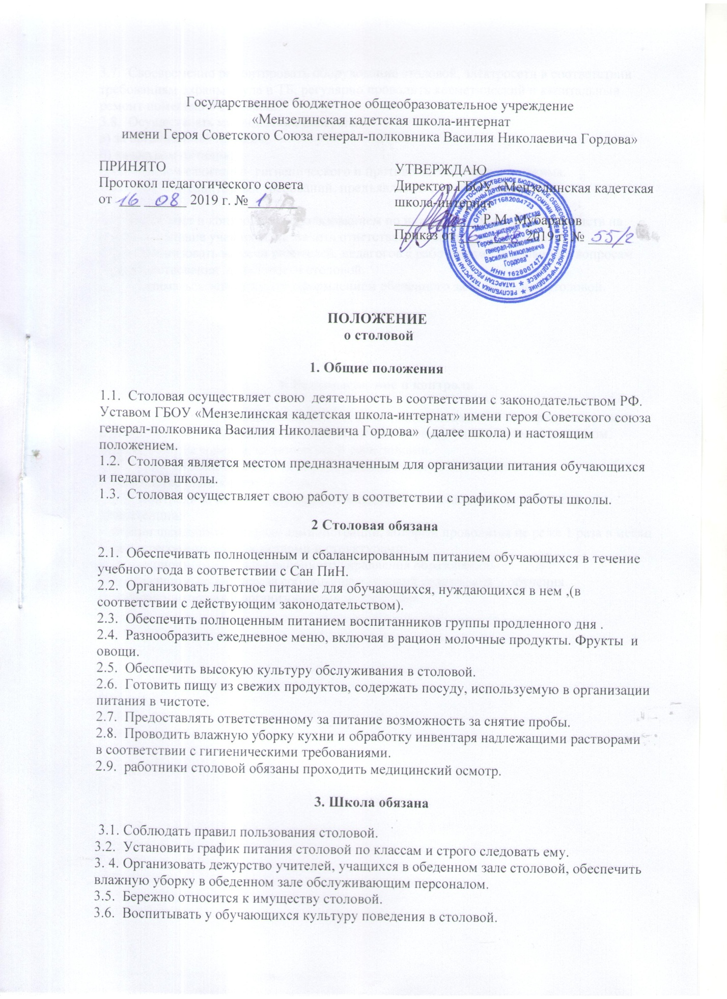 Государственное бюджетное общеобразовательное учреждение
«Мензелинская кадетская школа-интернат
имени Героя Советского Союза генерал-полковника Василия Николаевича Гордова»
ПРИНЯТО
Протокол педагогического совета
от 16 08 2019 г. № 1
УТВЕРЖДАЮ
Директор ГБОУ «Мензелинская кадетская
школа-интернат
Р.М. Мубараков
Приказ от 16 08 2019 г. № 55/2
ОГРН 1071682004723
"Мензелинская кадетская
школа-интернат имени
Героя Советского Союза
генерал-полковника
Василия Николаевича
Гордова"
ИНН 1628007472
ПОЛОЖЕНИЕ
о столовой
1. Общие положения
1.1. Столовая осуществляет свою деятельность в соответствии с законодательством РФ.
Уставом ГБОУ «Мензелинская кадетская школа-интернат» имени героя Советского союза
генерал-полковника Василия Николаевича Гордова» (далее школа) и настоящим
положением.
1.2. Столовая является местом предназначенным для организации питания обучающихся
и педагогов школы.
1.3. Столовая осуществляет свою работу в соответствии с графиком работы школы.
2 Столовая обязана
2.1. Обеспечивать полноценным и сбалансированным питанием обучающихся в течение
учебного года в соответствии с Сан ПиН.
2.2. Организовать льготное питание для обучающихся, нуждающихся в нем ,(в
соответствии с действующим законодательством).
2.3. Обеспечить полноценным питанием воспитанников группы продленного дня .
2.4. Разнообразить ежедневное меню, включая в рацион молочные продукты. Фрукты и
овощи.
2.5. Обеспечить высокую культуру обслуживания в столовой.
2.6. Готовить пищу из свежих продуктов, содержать посуду, используемую в организации
питания в чистоте.
2.7. Предоставлять ответственному за питание возможность за снятие пробы.
2.8. Проводить влажную уборку кухни и обработку инвентаря надлежащими растворами
в соответствии с гигиеническими требованиями.
2.9. работники столовой обязаны проходить медицинский осмотр.
3. Школа обязана
3.1. Соблюдать правил пользования столовой.
3.2. Установить график питания столовой по классам и строго следовать ему.
3. 4. Организовать дежурство учителей, учащихся в обеденном зале столовой, обеспечить
влажную уборку в обеденном зале обслуживающим персоналом.
3.5. Бережно относится к имуществу столовой.
3.6. Воспитывать у обучающихся культуру поведения в столовой.